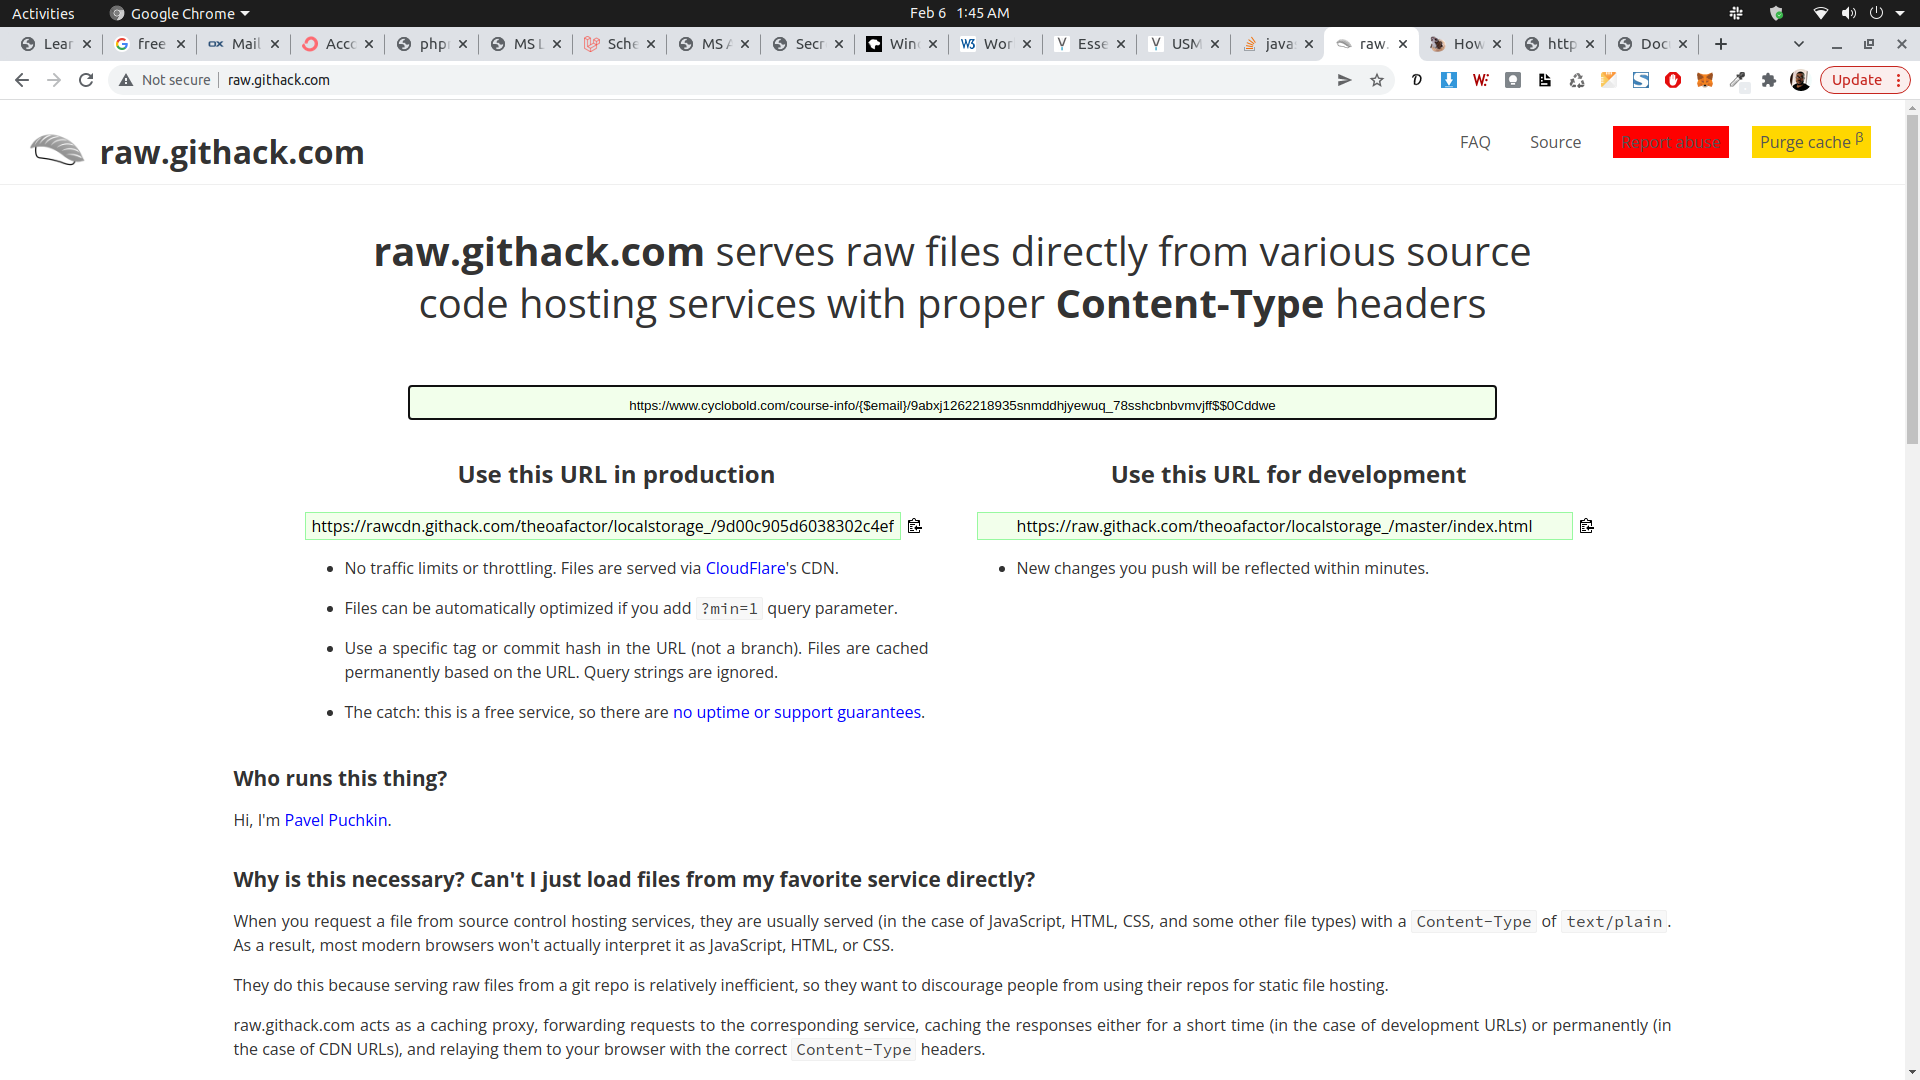 Activities
Google Chrome
Feb 6 1:45 AM
Lear
free
Mail
Acco
php
MS L
Sche
MS A
Secr
Wind
Wor
Esse
USM
java
raw.
How
http
Doc
Not secure
raw.githack.com
Update
raw.githack.com
FAQ
Source
Report abuse
Purge cache β
raw.githack.com serves raw files directly from various source
code hosting services with proper Content-Type headers
https://www.cyclobold.com/course-info/{$email}/9abxj1262218935snmddhjyewuq_78sshcbnbvmvjff$$0Cddwe
Use this URL in production
https://rawcdn.githack.com/theoafactor/localstorage_/9d00c905d6038302c4ef
No traffic limits or throttling. Files are served via CloudFlare's CDN.
Files can be automatically optimized if you add ?min=1 query parameter.
Use a specific tag or commit hash in the URL (not a branch). Files are cached
permanently based on the URL. Query strings are ignored.
The catch: this is a free service, so there are no uptime or support guarantees.
Use this URL for development
https://raw.githack.com/theoafactor/localstorage_/master/index.html
New changes you push will be reflected within minutes.
Who runs this thing?
Hi, I'm Pavel Puchkin.
Why is this necessary? Can't I just load files from my favorite service directly?
When you request a file from source control hosting services, they are usually served (in the case of JavaScript, HTML, CSS, and some other file types) with a Content-Type of text/plain.
As a result, most modern browsers won't actually interpret it as JavaScript, HTML, or CSS.
They do this because serving raw files from a git repo is relatively inefficient, so they want to discourage people from using their repos for static file hosting.
raw.githack.com acts as a caching proxy, forwarding requests to the corresponding service, caching the responses either for a short time (in the case of development URLs) or permanently (in
the case of CDN URLs), and relaying them to your browser with the correct Content-Type headers.